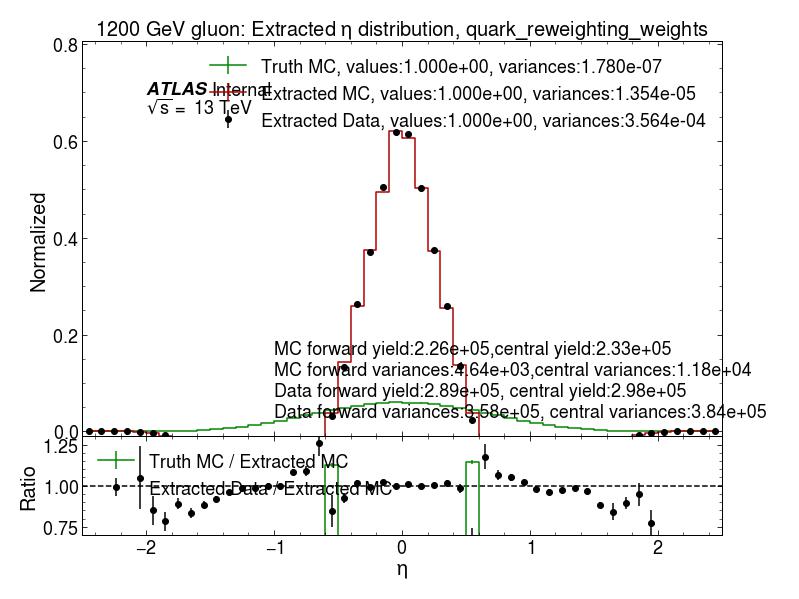 1200 GeV gluon: Extracted η distribution, quark_reweighting_weights
0.8
Truth MC, values:1.000e+00, variances:1.780e-07
ATLAS Internal
Extracted MC, values:1.000e+00, variances:1.354e-05
√s = 13 TeV
Extracted Data, values:1.000e+00, variances:3.564e-04
0.6
Normalized
0.4
0.2
MC forward yield:2.26e+05,central yield:2.33e+05
MC forward variances:4.64e+03,central variances:1.18e+04
Data forward yield:2.89e+05, central yield:2.98e+05
Data forward variances:3.58e+05, central variances:3.84e+05
0.0
1.25
Truth MC / Extracted MC
Ratio
1.00
Extracted Data / Extracted MC
0.75
−2 −1 0 1 2
η